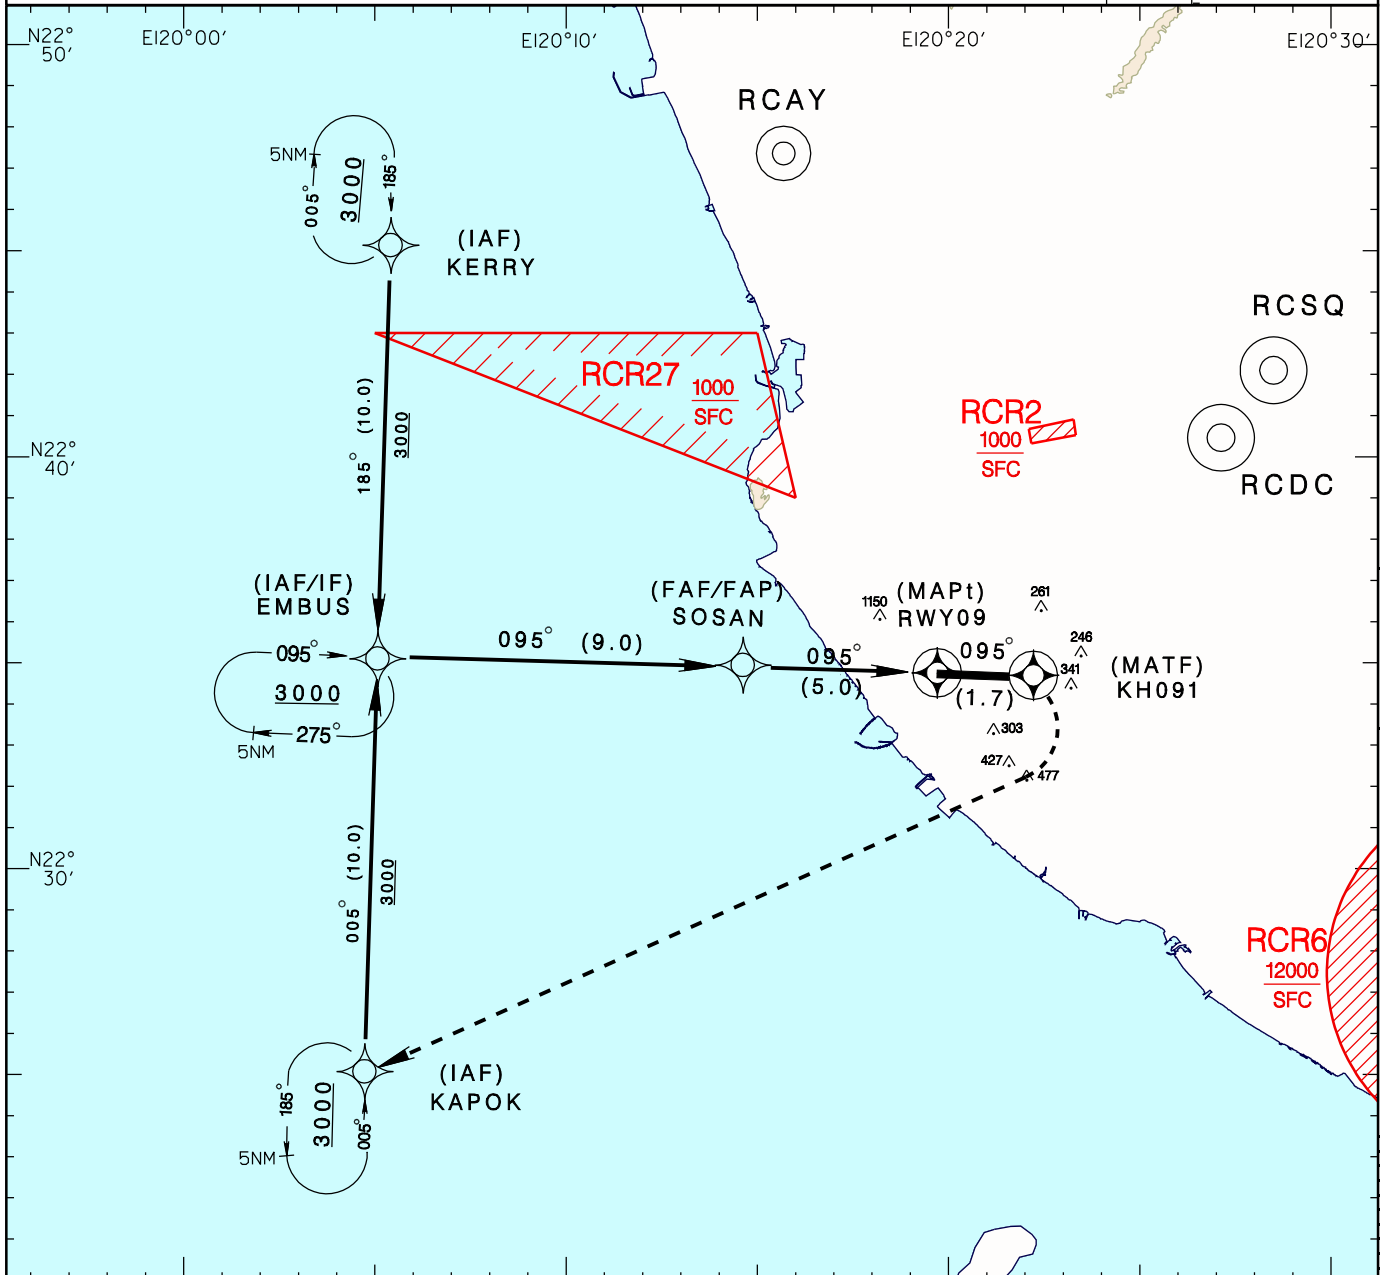 E120°00′
E120°10′
E120°20′
E120°30′
N22°
50′
RCAY
5NM
3000
185°
005°
(IAF)
KERRY
RCSQ
RCR27
1000
SFC
RCR2
1000
SFC
185° (10.0)
3000
N22°
40′
RCDC
(IAF/IF)
EMBUS
(FAF/FAP)
SOSAN
1150
(MAPt)
RWY09
261
246
341
(MATF)
KH091
095°
3000
275°
5NM
095° (9.0)
095°
(5.0)
095°
(1.7)
303
427
477
005° (10.0)
3000
N22°
30′
RCR6
12000
SFC
(IAF)
KAPOK
185°
3000
005°
5NM